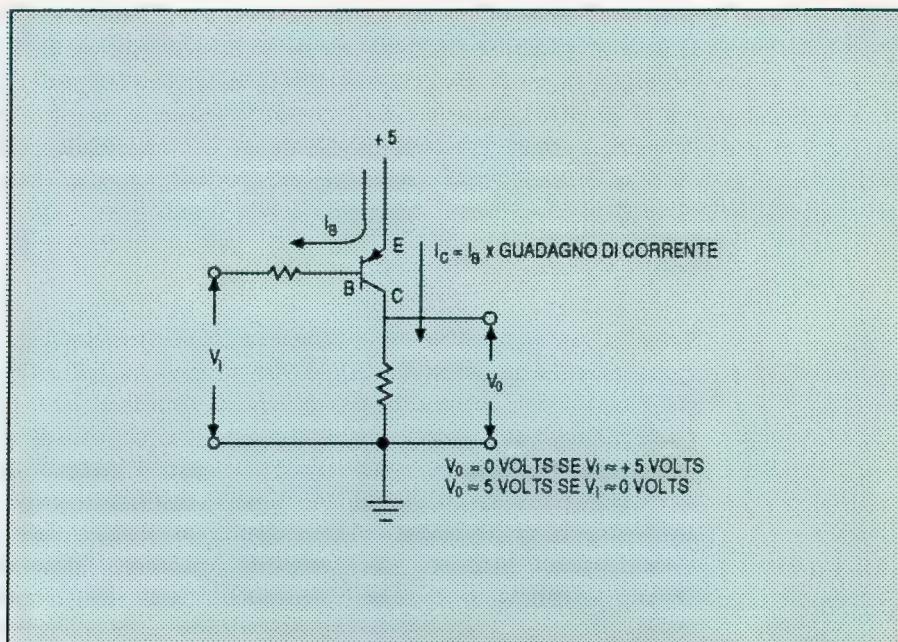 + 5
I_B
E
I_C = I_B x GUADAGNO DI CORRENTE
B
C
V_I
V_0
V_0 = 0 VOLTS SE V_I ≈ + 5 VOLTS
V_0 ≈ 5 VOLTS SE V_I ≈ 0 VOLTS